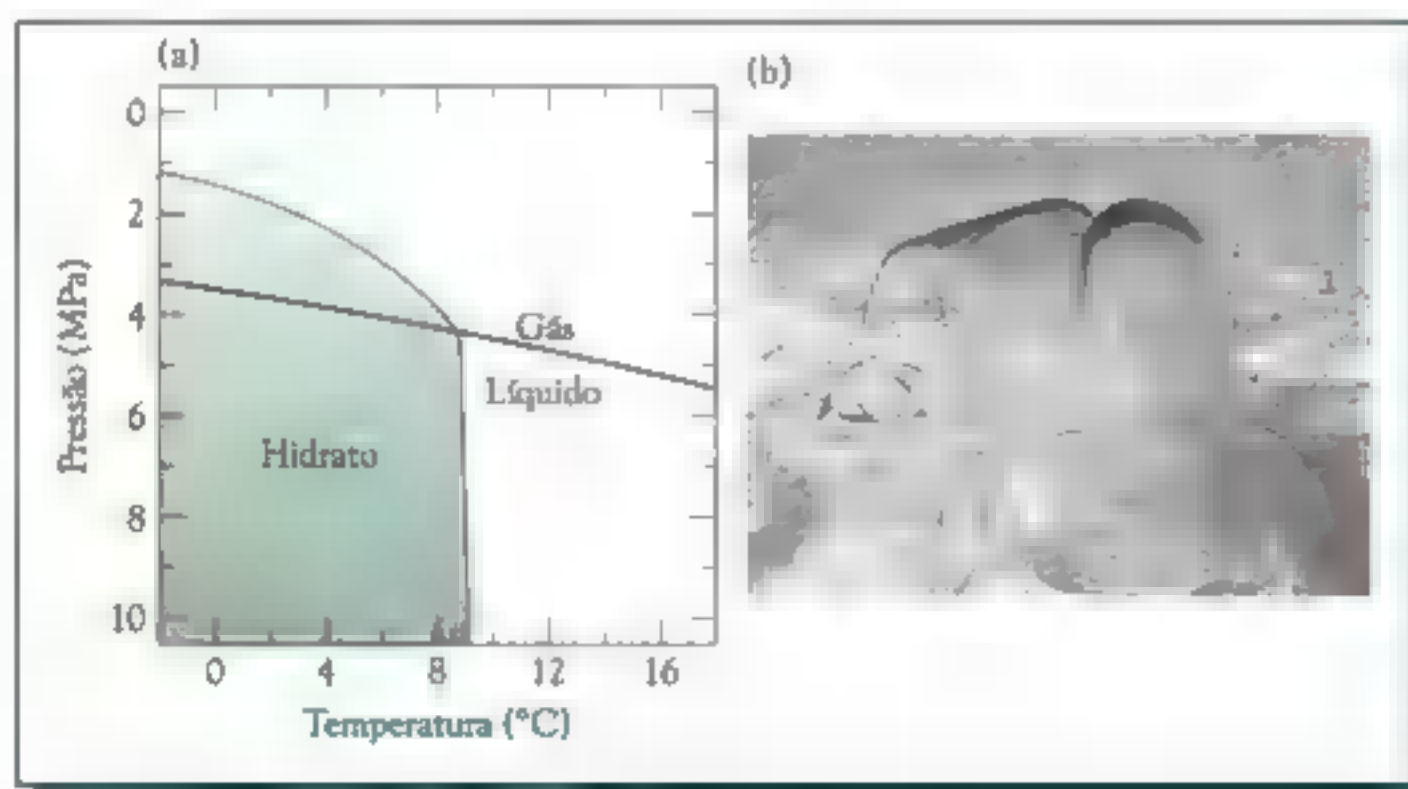 (a)
(b)
0
2
4
6
8
10
Pressão (MPa)
Gás
Líquido
Hidrato
0 4 8 12 16
Temperatura (°C)